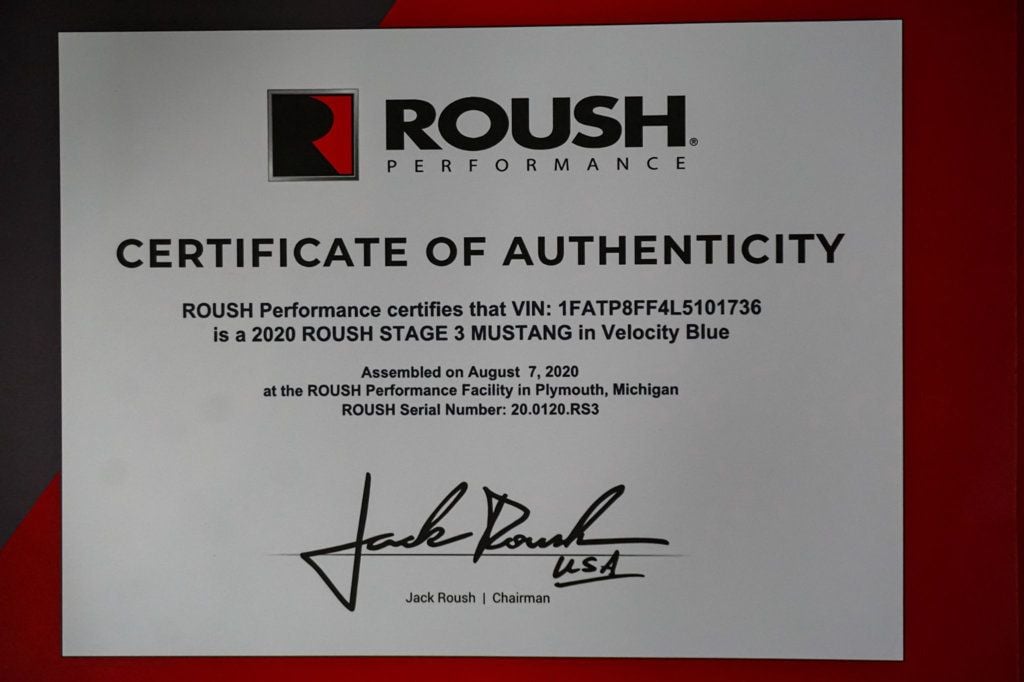 ROUSH®
PERFORMANCE
CERTIFICATE OF AUTHENTICITY
ROUSH Performance certifies that VIN: 1FATP8FF4L5101736
is a 2020 ROUSH STAGE 3 MUSTANG in Velocity Blue
Assembled on August 7, 2020
at the ROUSH Performance Facility in Plymouth, Michigan
ROUSH Serial Number: 20.0120.RS3
Jack Roush
USA
Jack Roush | Chairman